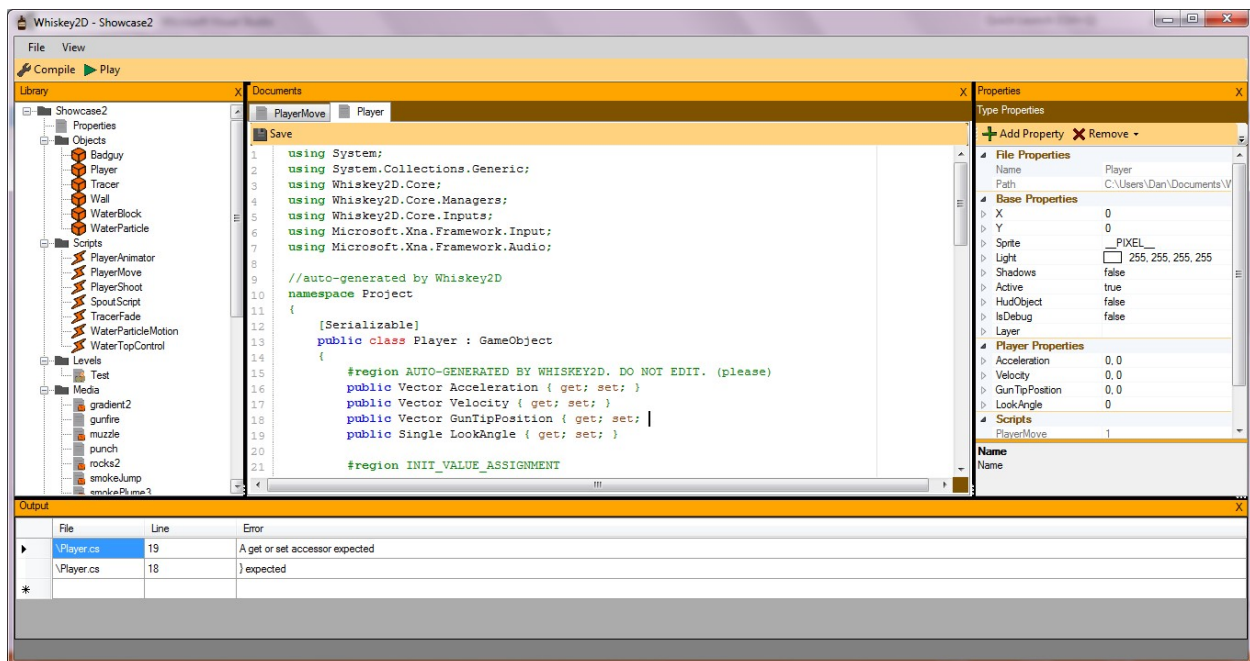 Whiskey2D - Showcase2
File View
Compile Play
Library X
Showcase2
Properties
Objects
Badguy
Player
Tracer
Wall
WaterBlock
WaterParticle
Scripts
PlayerAnimator
PlayerMove
PlayerShoot
SpoutScript
TracerFade
WaterParticleMotion
WaterTopControl
Levels
Test
Media
gradient2
gunfire
muzzle
punch
rocks2
smokeJump
smokePlume3
Documents X
PlayerMove Player
Save
1 using System;
2 using System.Collections.Generic;
3 using Whiskey2D.Core;
4 using Whiskey2D.Core.Managers;
5 using Whiskey2D.Core.Inputs;
6 using Microsoft.Xna.Framework.Input;
7 using Microsoft.Xna.Framework.Audio;
8
9 //auto-generated by Whiskey2D
10 namespace Project
11 {
12 [Serializable]
13 public class Player : GameObject
14 {
15 #region AUTO-GENERATED BY WHISKEY2D. DO NOT EDIT. (please)
16 public Vector Acceleration { get; set; }
17 public Vector Velocity { get; set; }
18 public Vector GunTipPosition { get; set;
19 public Single LookAngle { get; set; }
20
21 #region INIT_VALUE_ASSIGNMENT
Properties X
Type Properties
Add Property Remove
File Properties
Name Player
Path C:\Users\Dan\Documents\
Base Properties
X 0
Y 0
Sprite __PIXEL__
Light 255, 255, 255, 255
Shadows false
Active true
HudObject false
IsDebug false
Layer
Player Properties
Acceleration 0, 0
Velocity 0, 0
GunTipPosition 0, 0
LookAngle 0
Scripts
PlayerMove 1
Name
Name
Output X
File Line Error
\Player.cs 19 A get or set accessor expected
\Player.cs 18 } expected